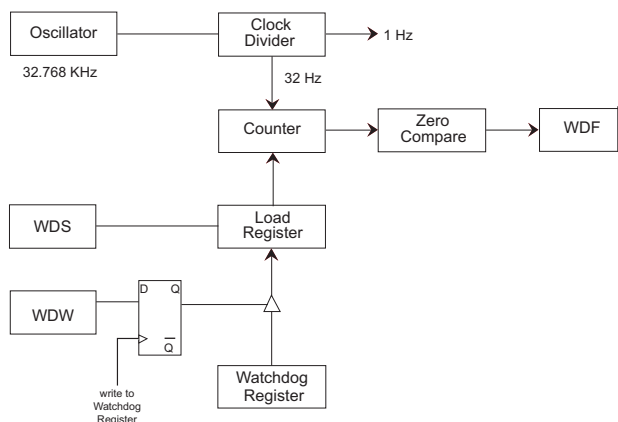 Oscillator
32.768 KHz
Clock
Divider
1 Hz
32 Hz
Counter
Zero
Compare
WDF
WDS
Load
Register
WDW
D Q
Q
write to
Watchdog
Register
Watchdog
Register